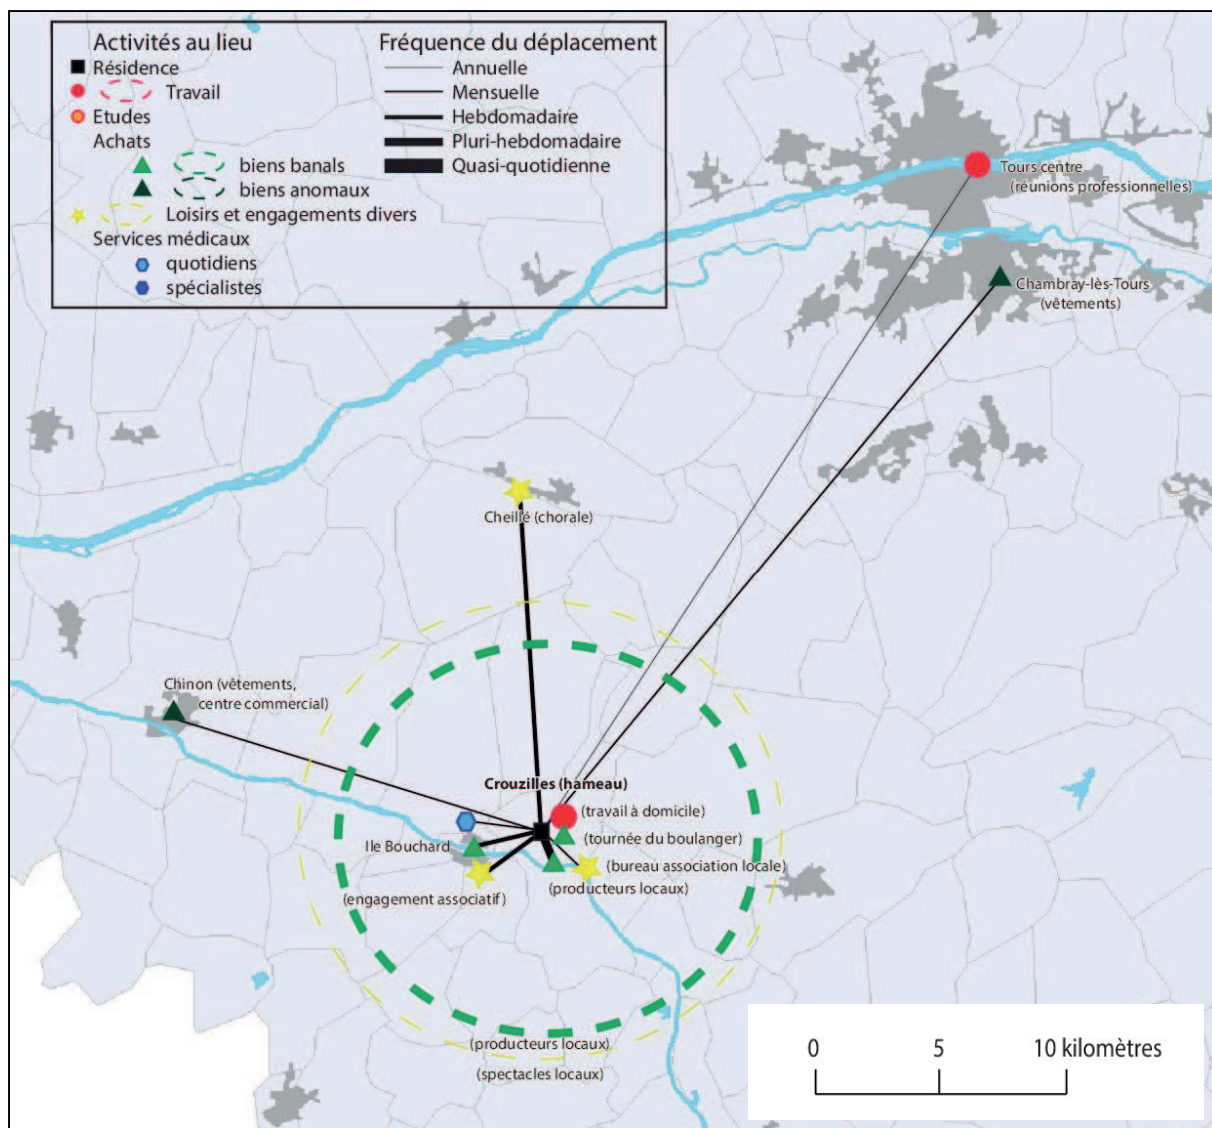 Activités au lieu
Résidence
Travail
Etudes
Achats
biens banals
biens anomaux
Loisirs et engagements divers
Services médicaux
quotidiens
spécialistes
Fréquence du déplacement
Annuelle
Mensuelle
Hebdomadaire
Pluri-hebdomadaire
Quasi-quotidienne
Tours centre
(réunions professionnelles)
Chambray-lès-Tours
(vêtements)
Cheillé (chorale)
Chinon (vêtements,
centre commercial)
Crouzilles (hameau)
(travail à domicile)
(tournée du boulanger)
Ile Bouchard
(bureau association locale)
(producteurs locaux)
(engagement associatif)
(producteurs locaux)
(spectacles locaux)
0 5 10 kilomètres